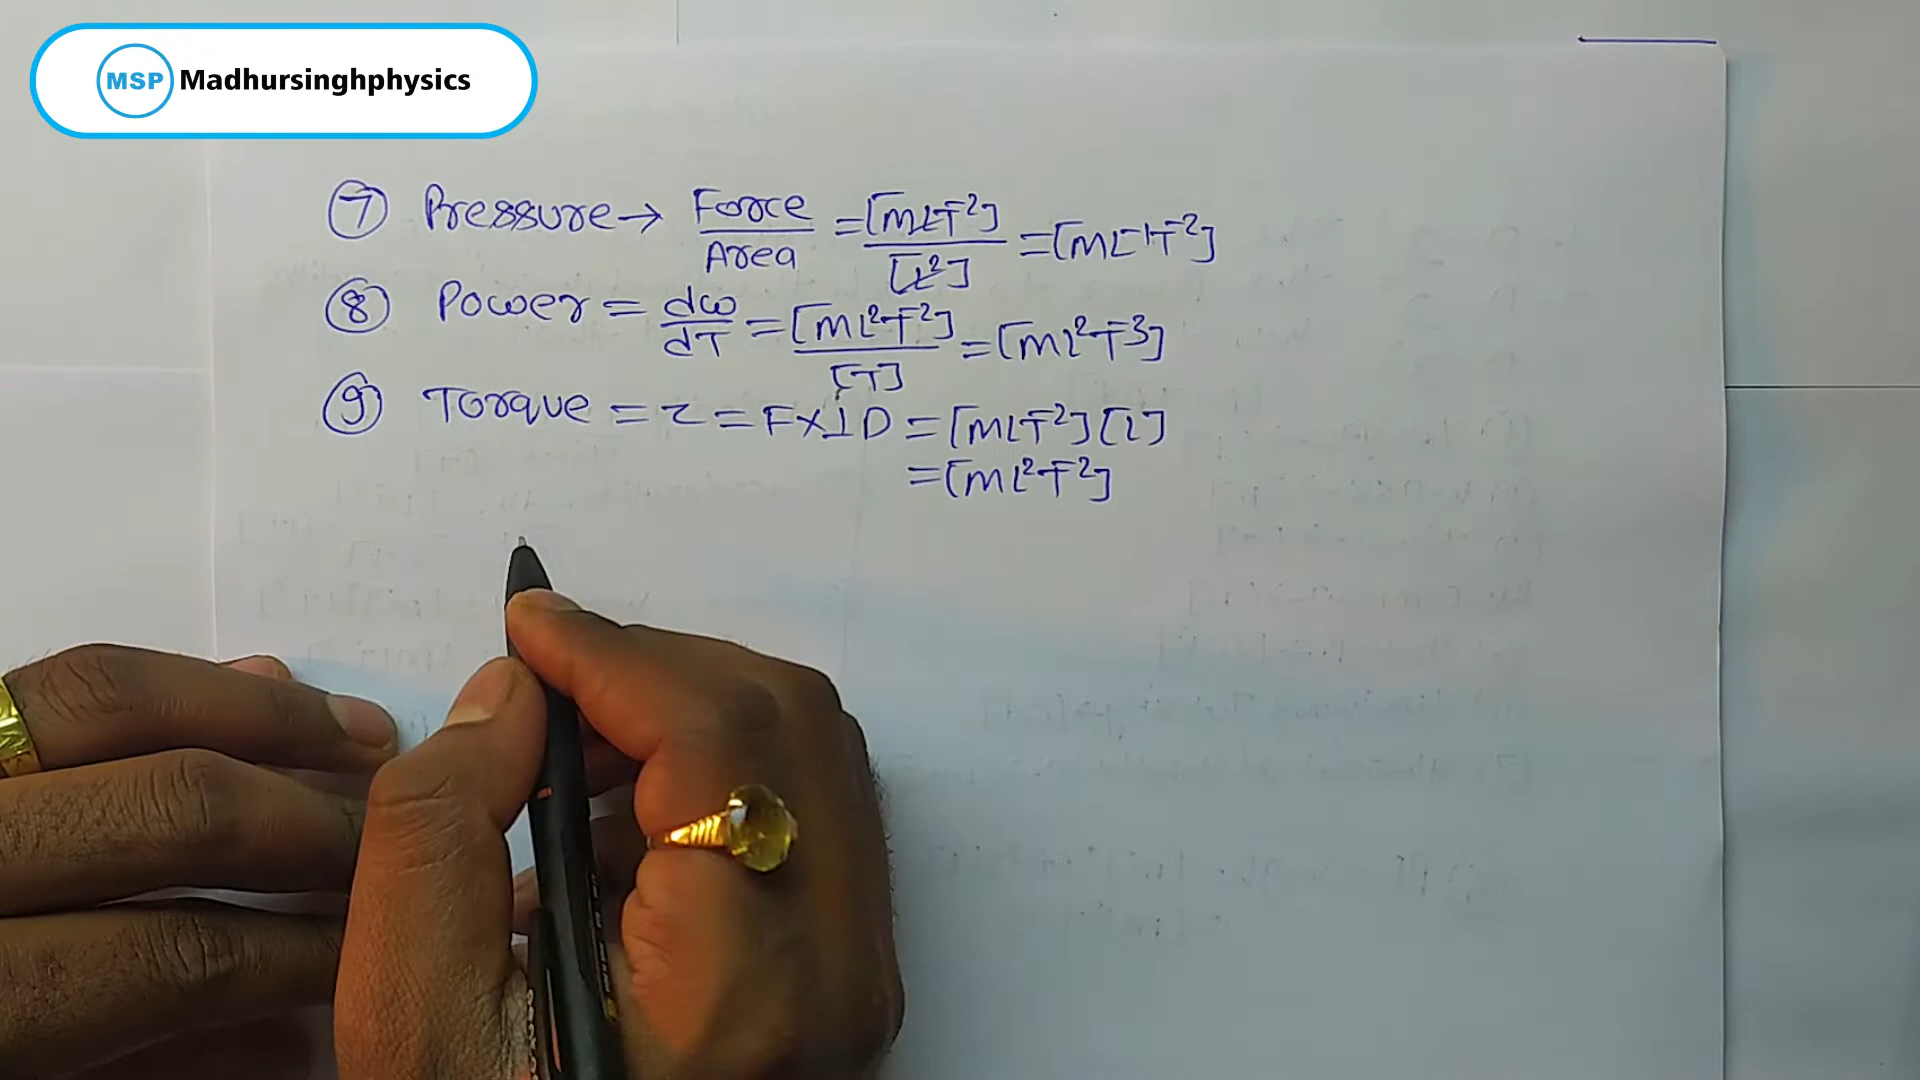 MSP Madhursinghphysics
⑦ Pressure → Force/Area = [MLT⁻²]/[L²] = [ML⁻¹T⁻²]
⑧ Power = dω/dT = [ML²T⁻²]/[T] = [ML²T⁻³]
⑨ Torque = τ = F×⊥D = [MLT⁻²][L]
= [ML²T⁻²]